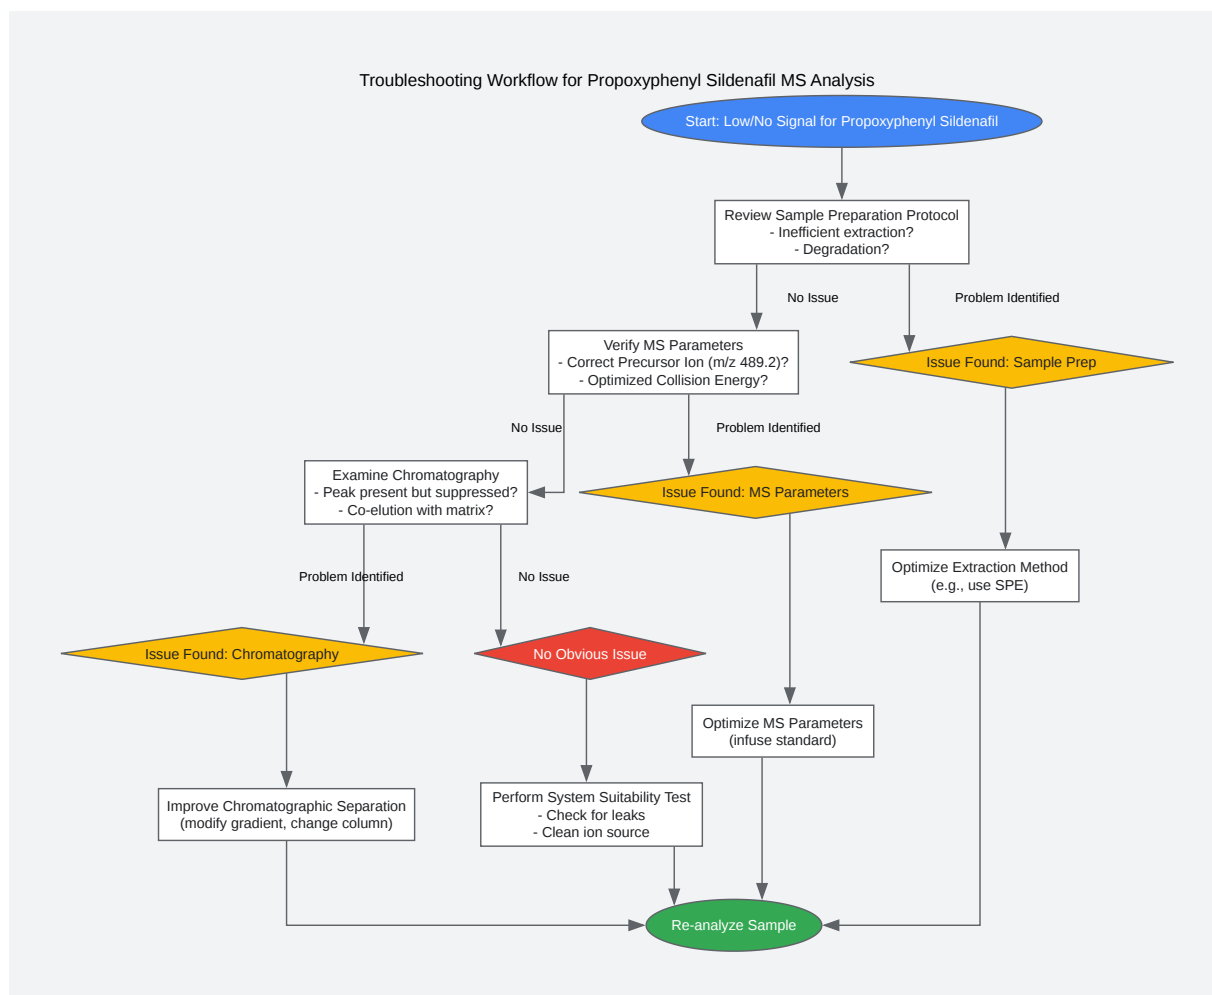 Troubleshooting Workflow for Propoxyphenyl Sildenafil MS Analysis
Start: Low/No Signal for Propoxyphenyl Sildenafil
Review Sample Preparation Protocol
- Inefficient extraction?
- Degradation?
No Issue
Problem Identified
Verify MS Parameters
- Correct Precursor Ion (m/z 489.2)?
- Optimized Collision Energy?
Issue Found: Sample Prep
No Issue
Problem Identified
Examine Chromatography
- Peak present but suppressed?
- Co-elution with matrix?
Issue Found: MS Parameters
Optimize Extraction Method
(e.g., use SPE)
Problem Identified
No Issue
Issue Found: Chromatography
No Obvious Issue
Optimize MS Parameters
(infuse standard)
Improve Chromatographic Separation
(modify gradient, change column)
Perform System Suitability Test
- Check for leaks
- Clean ion source
Re-analyze Sample